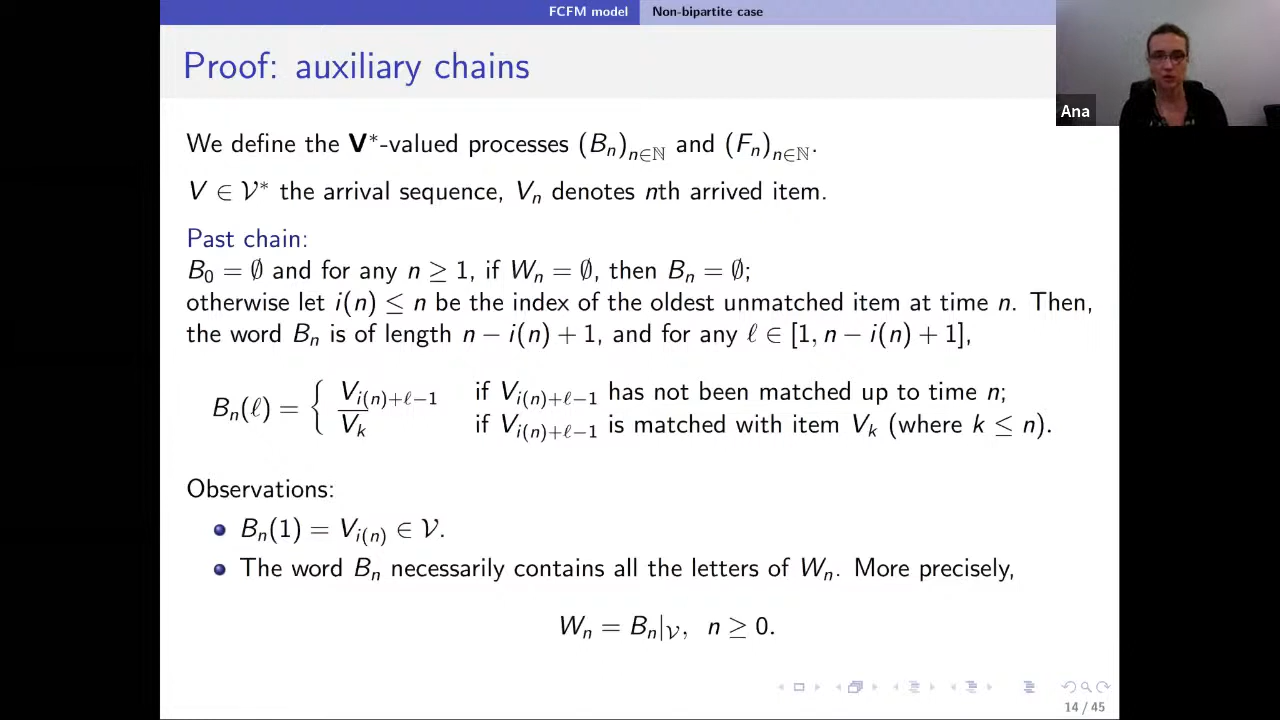 FCFM model Non-bipartite case
Proof: auxiliary chains
Ana
We define the V*-valued processes (Bₙ)ₙ∈ℕ and (Fₙ)ₙ∈ℕ.
V ∈ 𝒱* the arrival sequence, Vₙ denotes nth arrived item.
Past chain:
B₀ = ∅ and for any n ≥ 1, if Wₙ = ∅, then Bₙ = ∅;
otherwise let i(n) ≤ n be the index of the oldest unmatched item at time n. Then,
the word Bₙ is of length n − i(n) + 1, and for any ℓ ∈ [1, n − i(n) + 1],
Bₙ(ℓ) = { V_{i(n)+ℓ−1} if V_{i(n)+ℓ−1} has not been matched up to time n;
V̅ₖ if V_{i(n)+ℓ−1} is matched with item Vₖ (where k ≤ n).
Observations:
Bₙ(1) = V_{i(n)} ∈ 𝒱.
The word Bₙ necessarily contains all the letters of Wₙ. More precisely,
Wₙ = Bₙ|_𝒱, n ≥ 0.
14 / 45